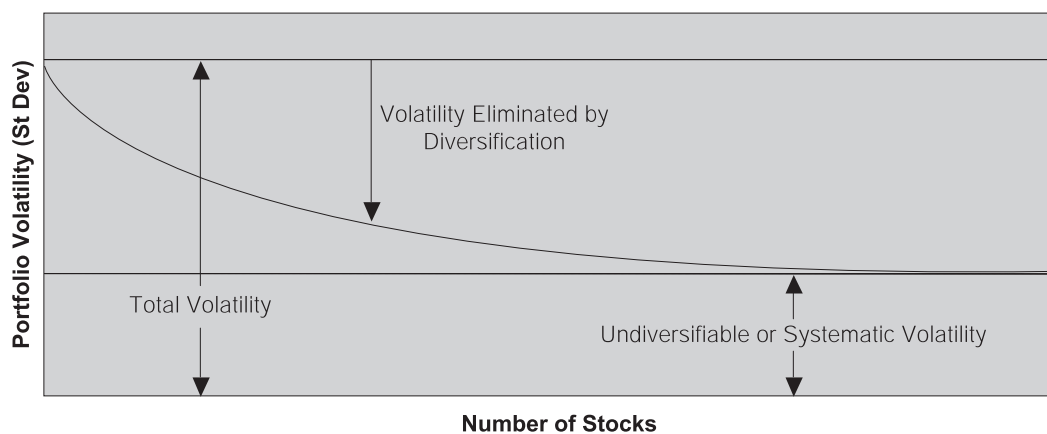 Portfolio Volatility (St Dev)
Volatility Eliminated by
Diversification
Total Volatility
Undiversifiable or Systematic Volatility
Number of Stocks